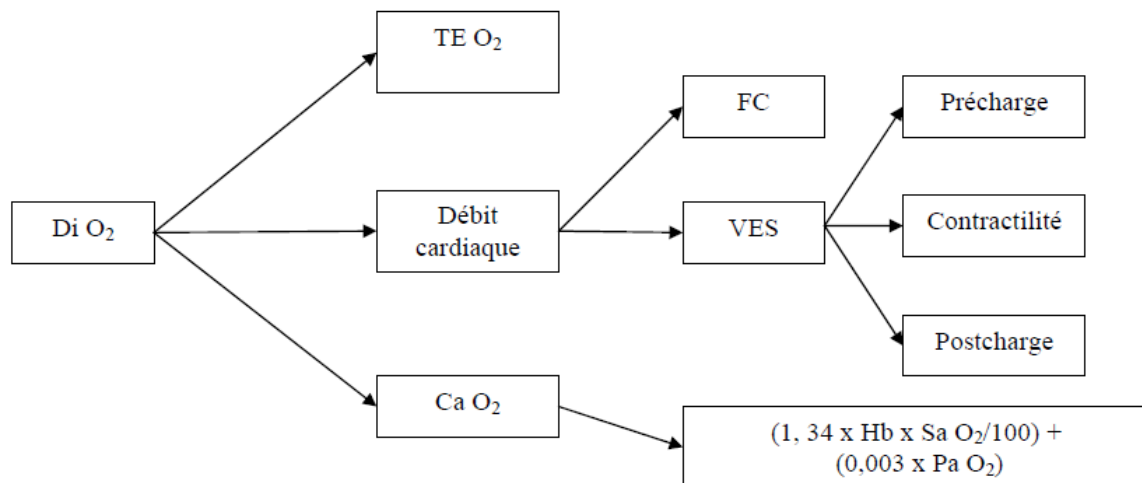 TE O₂
FC
Précharge
Di O₂
Débit
cardiaque
VES
Contractilité
Postcharge
Ca O₂
(1, 34 x Hb x Sa O₂/100) +
(0,003 x Pa O₂)